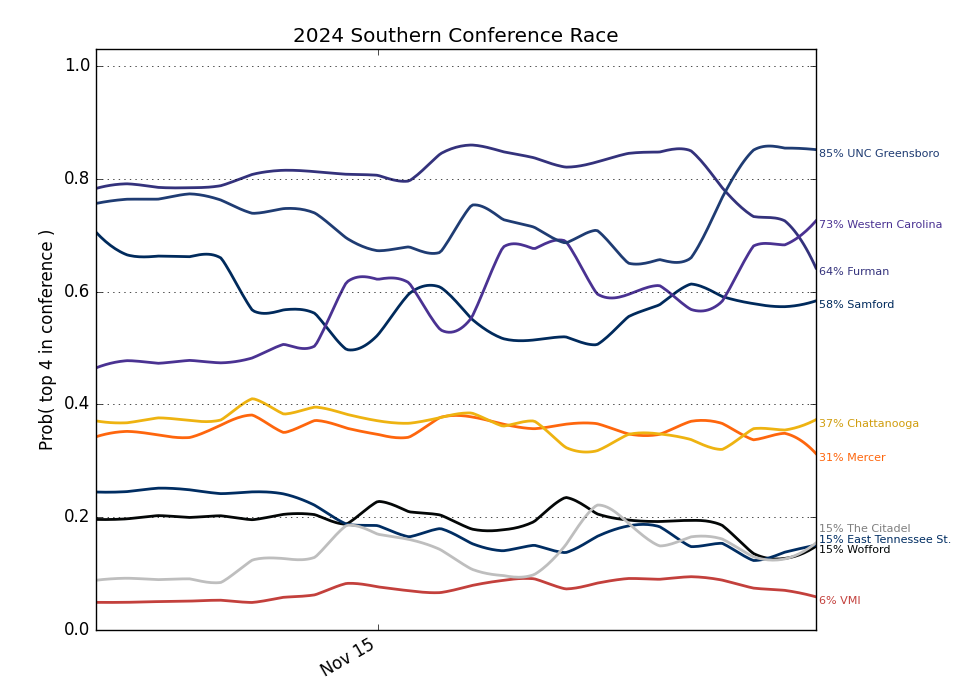 2024 Southern Conference Race
Prob( top 4 in conference )
1.0
0.8
0.6
0.4
0.2
0.0
Nov 15
85% UNC Greensboro
73% Western Carolina
64% Furman
58% Samford
37% Chattanooga
31% Mercer
15% The Citadel
15% East Tennessee St.
15% Wofford
6% VMI